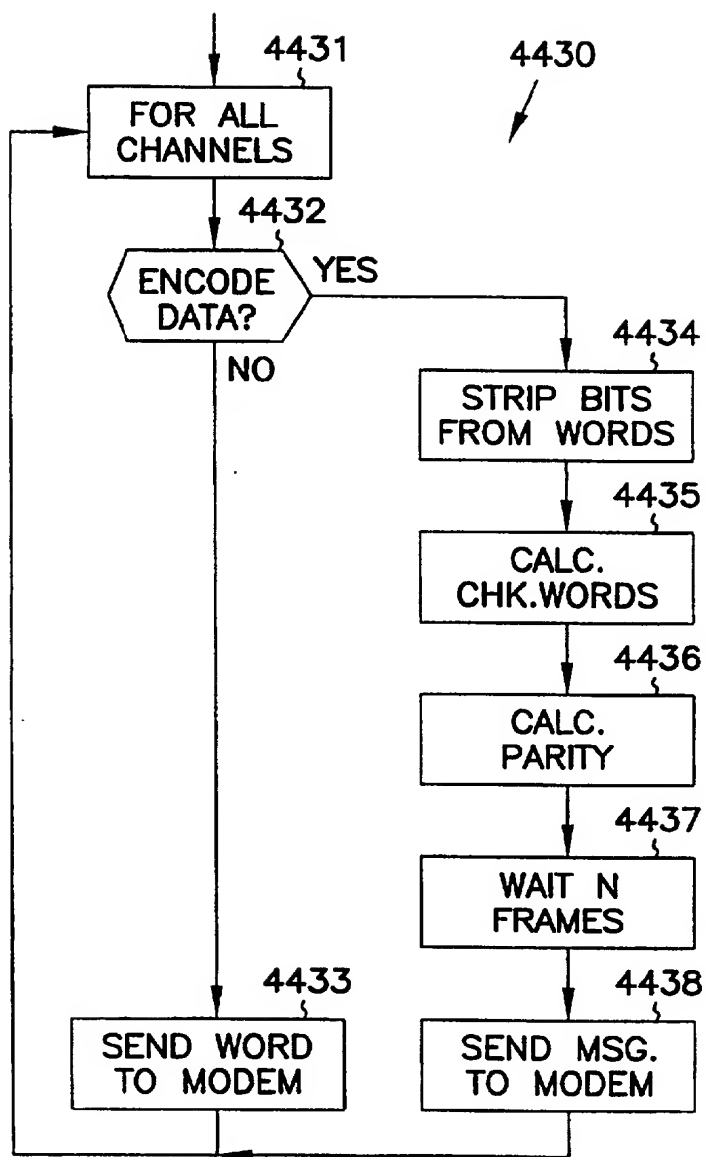 4431
4430
FOR ALL
CHANNELS
4432
ENCODE
DATA?
YES
NO
4434
STRIP BITS
FROM WORDS
4435
CALC.
CHK.WORDS
4436
CALC.
PARITY
4437
WAIT N
FRAMES
4433
SEND WORD
TO MODEM
4438
SEND MSG.
TO MODEM